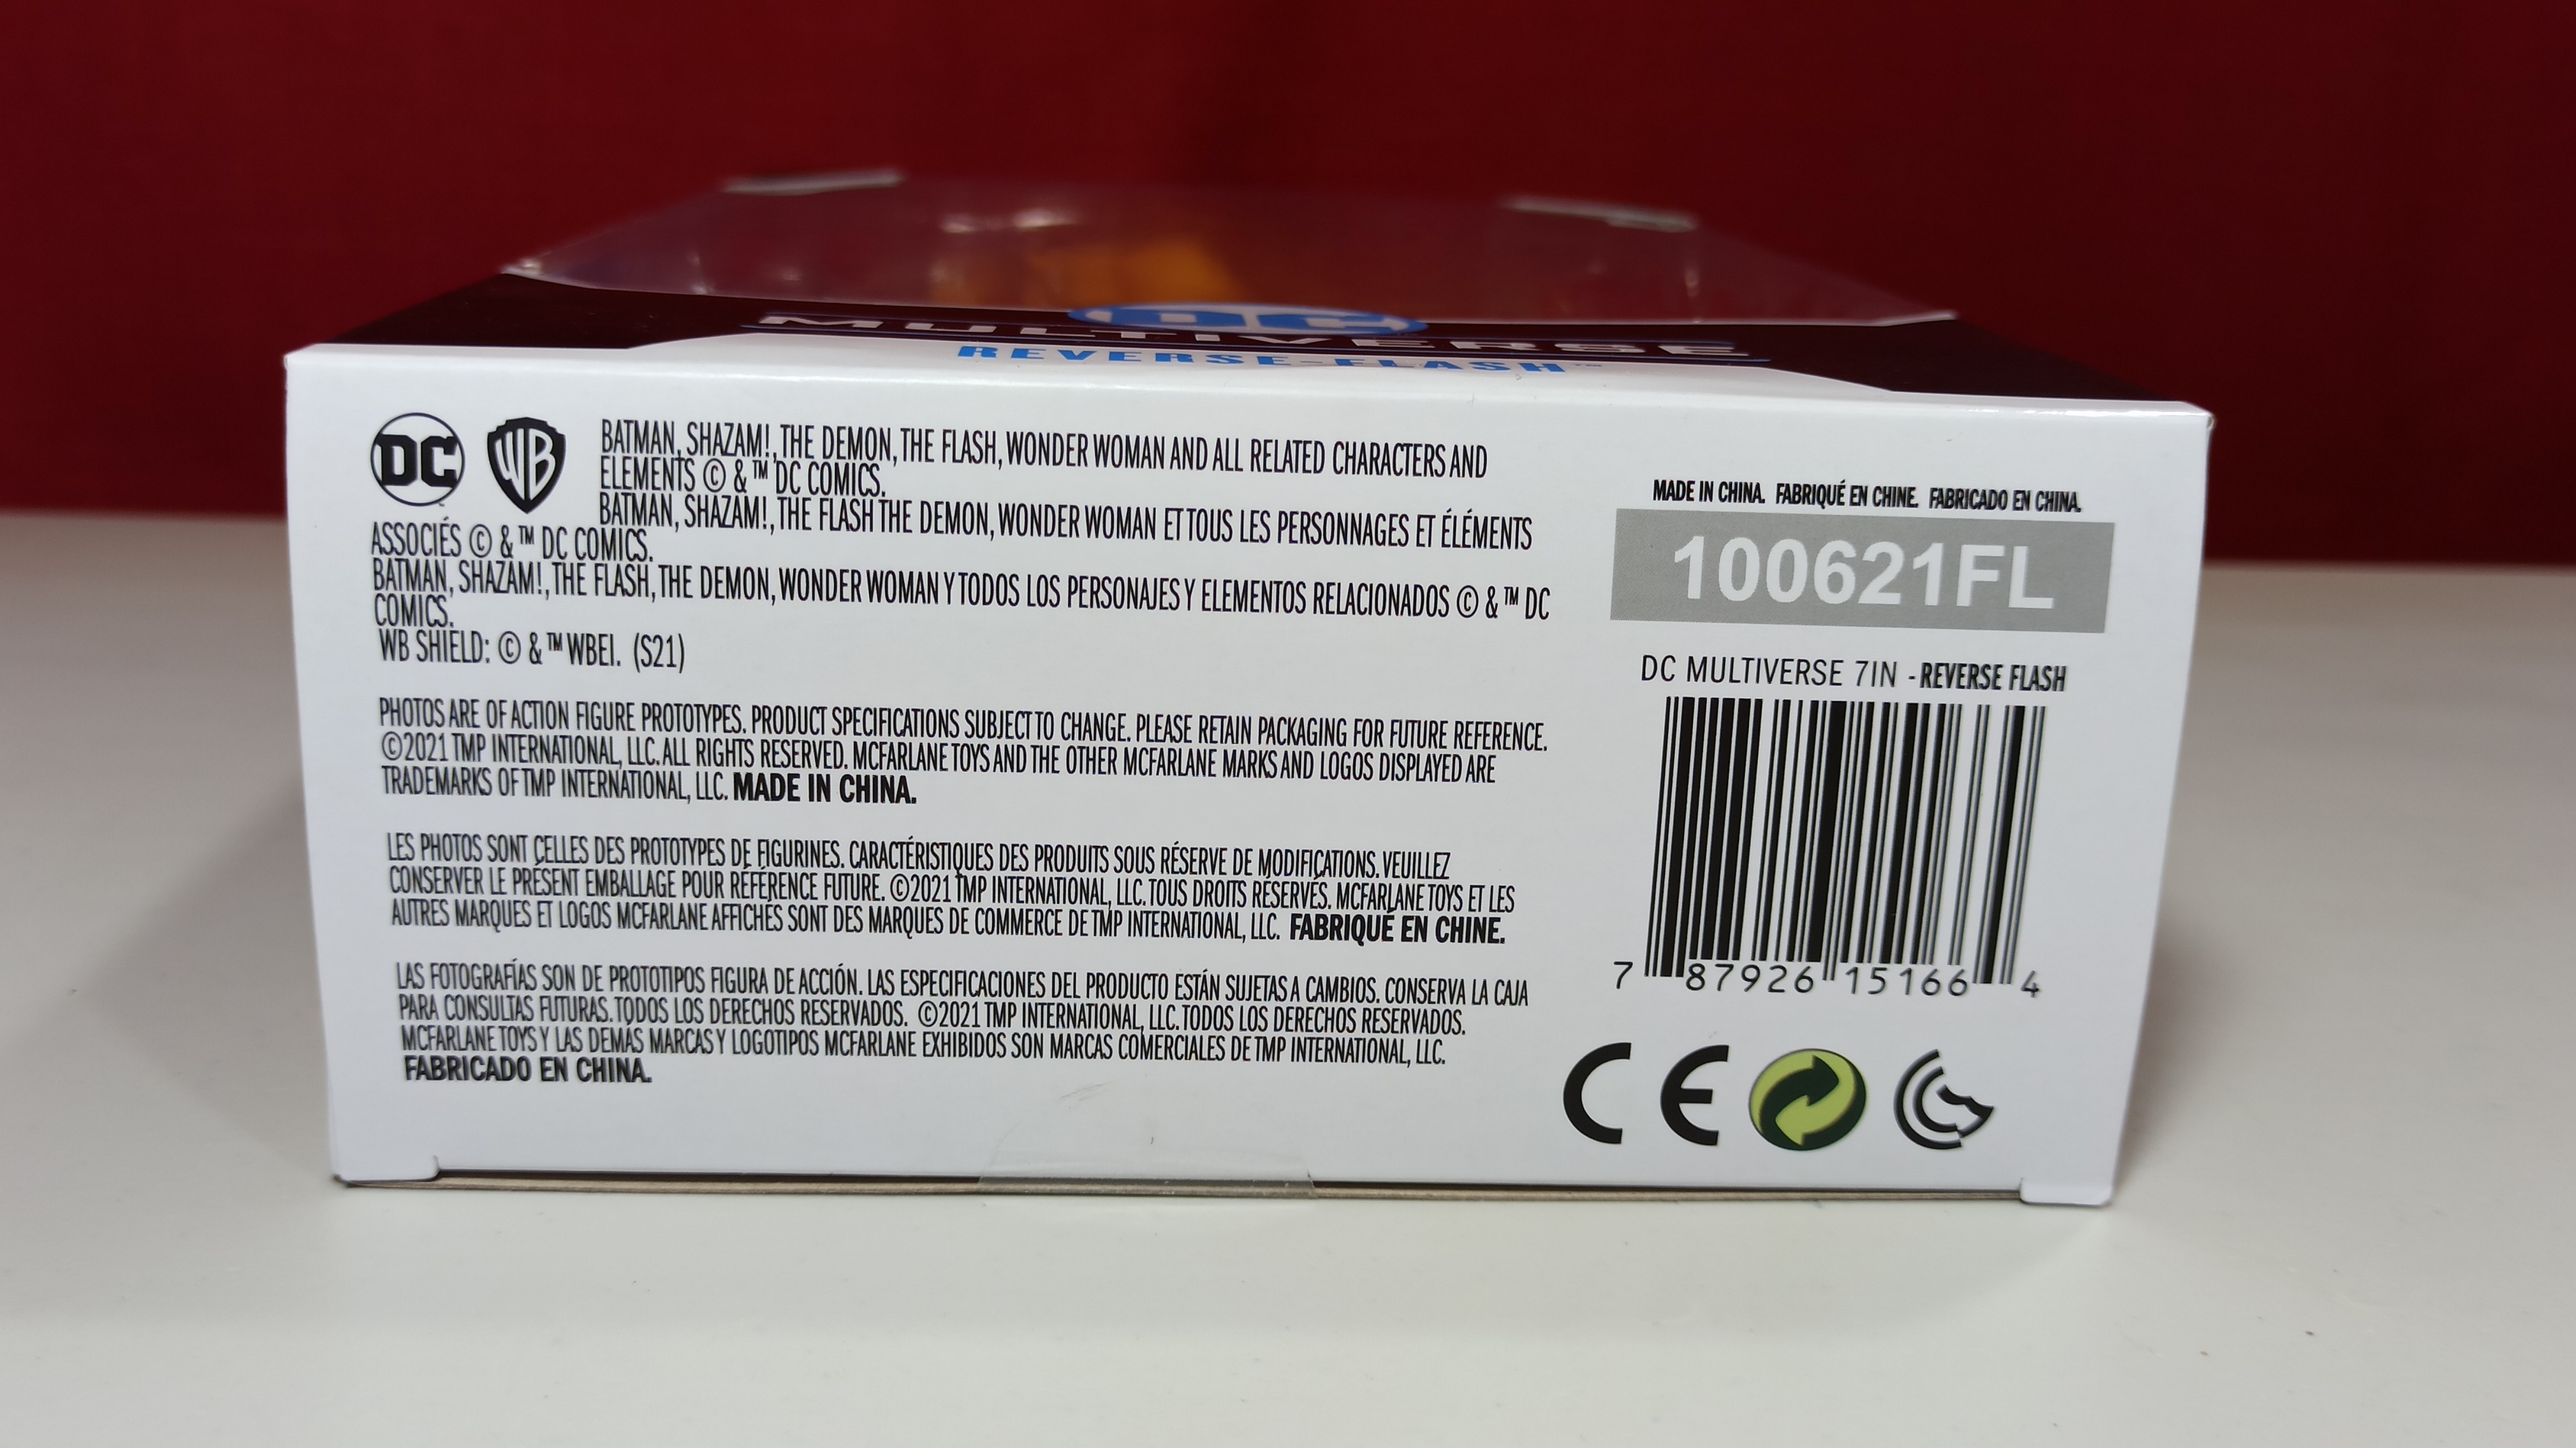 DC
MULTIVERSE
REVERSE-FLASH™
DC WB BATMAN, SHAZAM!, THE DEMON, THE FLASH, WONDER WOMAN AND ALL RELATED CHARACTERS AND
ELEMENTS © & ™ DC COMICS.
BATMAN, SHAZAM!, THE FLASH THE DEMON, WONDER WOMAN ET TOUS LES PERSONNAGES ET ÉLÉMENTS
ASSOCIÉS © & ™ DC COMICS.
BATMAN, SHAZAM!, THE FLASH, THE DEMON, WONDER WOMAN Y TODOS LOS PERSONAJES Y ELEMENTOS RELACIONADOS © & ™ DC
COMICS.
WB SHIELD: © & ™ WBEI. (S21)
PHOTOS ARE OF ACTION FIGURE PROTOTYPES. PRODUCT SPECIFICATIONS SUBJECT TO CHANGE. PLEASE RETAIN PACKAGING FOR FUTURE REFERENCE.
©2021 TMP INTERNATIONAL, LLC. ALL RIGHTS RESERVED. MCFARLANE TOYS AND THE OTHER MCFARLANE MARKS AND LOGOS DISPLAYED ARE
TRADEMARKS OF TMP INTERNATIONAL, LLC. MADE IN CHINA.
LES PHOTOS SONT CELLES DES PROTOTYPES DE FIGURINES. CARACTÉRISTIQUES DES PRODUITS SOUS RÉSERVE DE MODIFICATIONS. VEUILLEZ
CONSERVER LE PRÉSENT EMBALLAGE POUR RÉFÉRENCE FUTURE. ©2021 TMP INTERNATIONAL, LLC. TOUS DROITS RÉSERVÉS. MCFARLANE TOYS ET LES
AUTRES MARQUES ET LOGOS MCFARLANE AFFICHÉS SONT DES MARQUES DE COMMERCE DE TMP INTERNATIONAL, LLC. FABRIQUÉ EN CHINE.
LAS FOTOGRAFÍAS SON DE PROTOTIPOS FIGURA DE ACCIÓN. LAS ESPECIFICACIONES DEL PRODUCTO ESTÁN SUJETAS A CAMBIOS. CONSERVA LA CAJA
PARA CONSULTAS FUTURAS. TODOS LOS DERECHOS RESERVADOS. ©2021 TMP INTERNATIONAL, LLC. TODOS LOS DERECHOS RESERVADOS.
MCFARLANE TOYS Y LAS DEMÁS MARCAS Y LOGOTIPOS MCFARLANE EXHIBIDOS SON MARCAS COMERCIALES DE TMP INTERNATIONAL, LLC.
FABRICADO EN CHINA.
MADE IN CHINA. FABRIQUÉ EN CHINE. FABRICADO EN CHINA.
100621FL
DC MULTIVERSE 7IN - REVERSE FLASH
7 87926 15166 4
CE